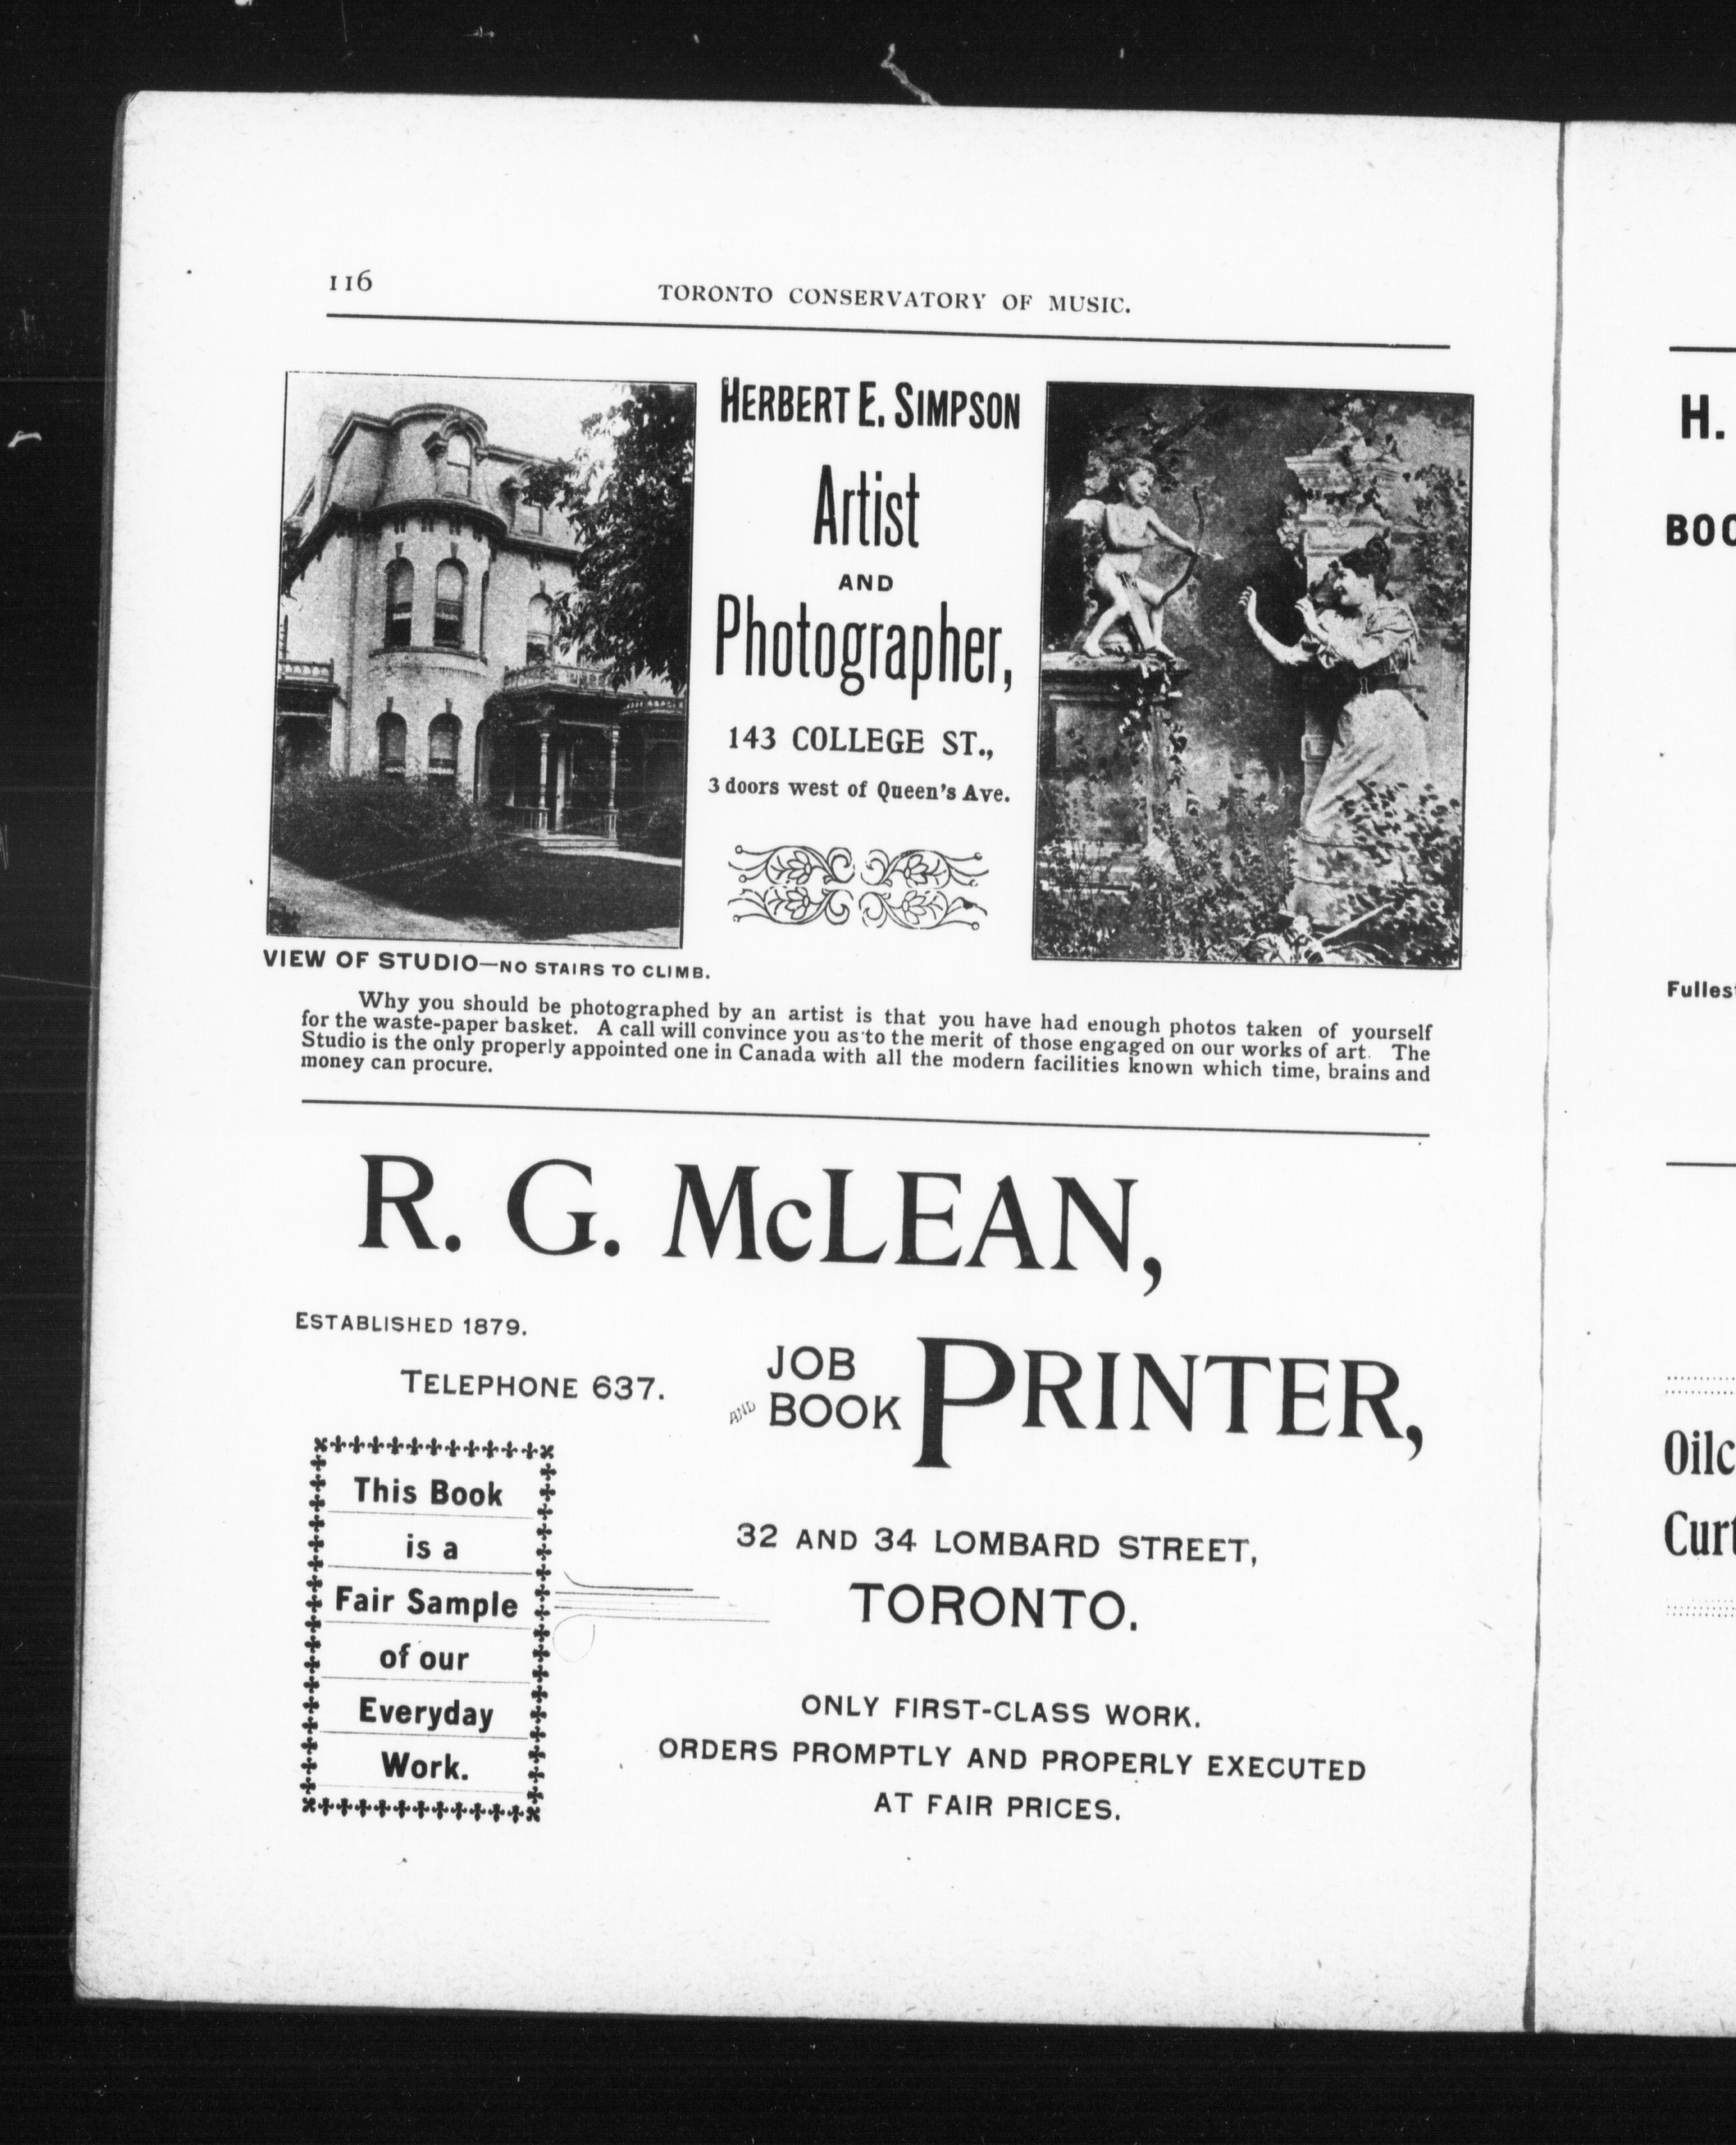 116
TORONTO CONSERVATORY OF MUSIC.
HERBERT E. SIMPSON
Artist
AND
Photographer,
143 COLLEGE ST.,
3 doors west of Queen's Ave.
VIEW OF STUDIO—NO STAIRS TO CLIMB.
Why you should be photographed by an artist is that you have had enough photos taken of yourself
for the waste-paper basket. A call will convince you as to the merit of those engaged on our works of art. The
Studio is the only properly appointed one in Canada with all the modern facilities known which time, brains and
money can procure.
R. G. McLEAN,
ESTABLISHED 1879.
TELEPHONE 637.
JOB
AND BOOK PRINTER,
This Book
is a
Fair Sample
of our
Everyday
Work.
32 AND 34 LOMBARD STREET,
TORONTO.
ONLY FIRST-CLASS WORK.
ORDERS PROMPTLY AND PROPERLY EXECUTED
AT FAIR PRICES.
H.
BOO
Fulles
Oilc
Curt